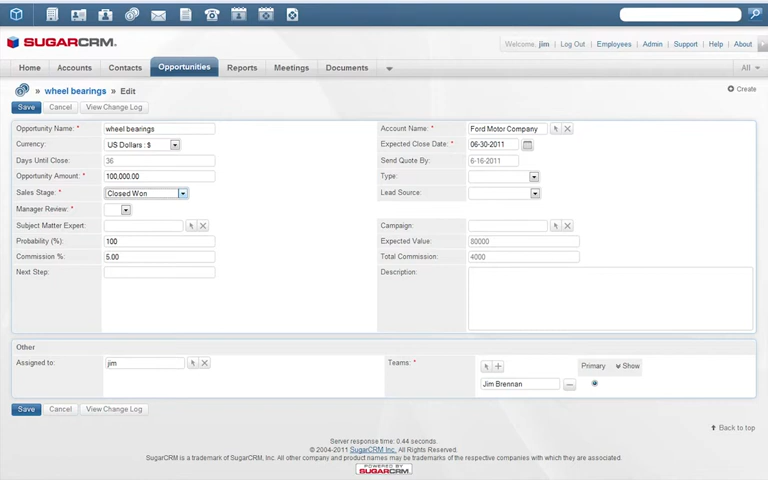 SUGARCRM.
Welcome, jim | Log Out | Employees | Admin | Support | Help | About
Home Accounts Contacts Opportunities Reports Meetings Documents All
» wheel bearings » Edit
Create
Save Cancel View Change Log
Opportunity Name: * wheel bearings Account Name: * Ford Motor Company
Currency: US Dollars : $ Expected Close Date: * 06-30-2011
Days Until Close: 36 Send Quote By: 6-16-2011
Opportunity Amount: * 100,000.00 Type:
Sales Stage: * Closed Won Lead Source:
Manager Review: *
Subject Matter Expert: Campaign:
Probability (%): 100 Expected Value: 80000
Commission %: 5.00 Total Commission: 4000
Next Step: Description:
Other
Assigned to: jim Teams: * Primary Show
Jim Brennan
Save Cancel View Change Log
Back to top
Server response time: 0.44 seconds.
© 2004-2011 SugarCRM Inc. All Rights Reserved.
SugarCRM is a trademark of SugarCRM, Inc. All other company and product names may be trademarks of the respective companies with which they are associated.
POWERED BY
SUGARCRM